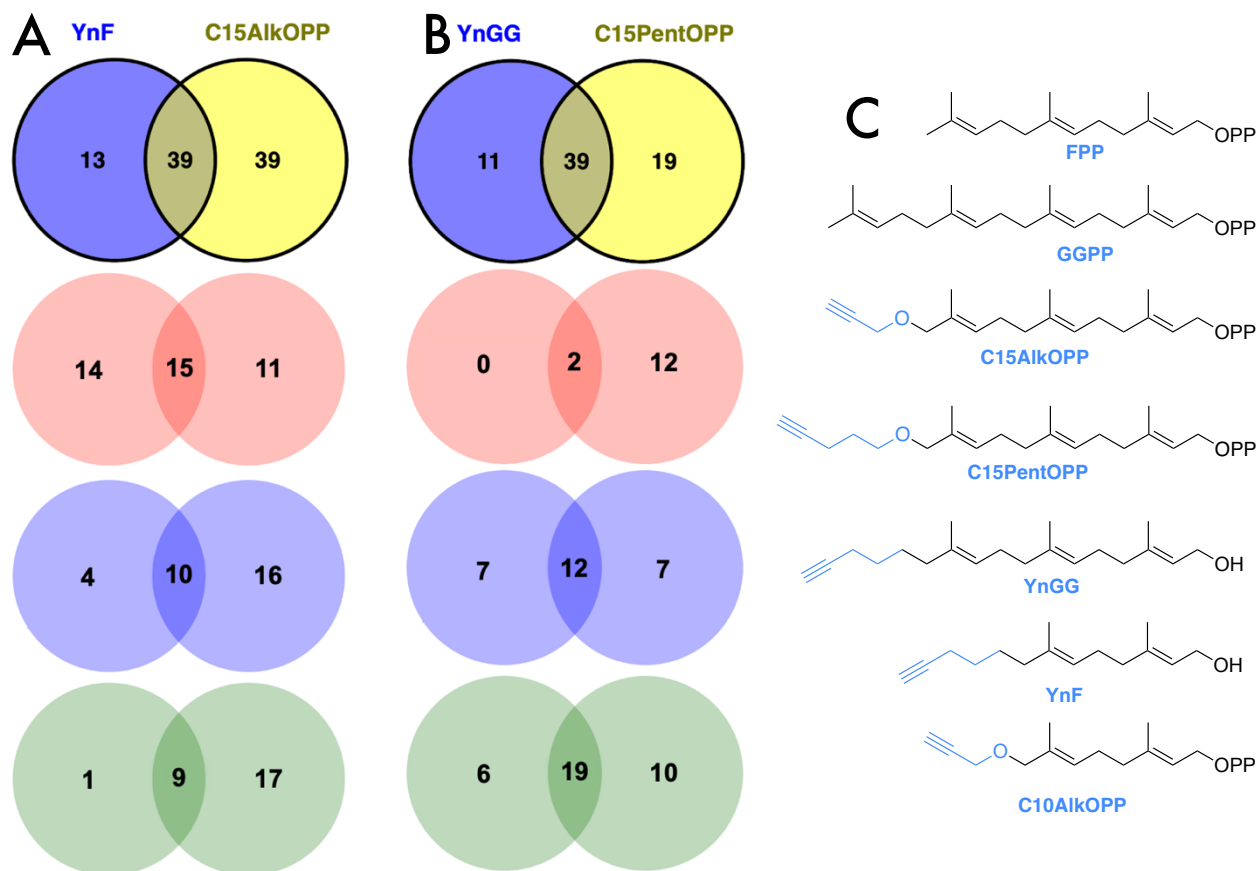 A YnF C15AlkOPP
13 39 39
14 15 11
4 10 16
1 9 17
B YnGG C15PentOPP
11 39 19
0 2 12
7 12 7
6 19 10
C
OPP
FPP
OPP
GGPP
O OPP
C15AlkOPP
O OPP
C15PentOPP
OH
YnGG
OH
YnF
O OPP
C10AlkOPP